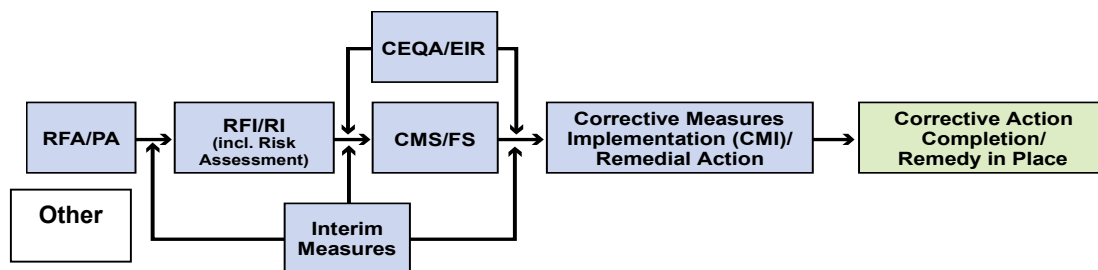 CEQA/EIR
RFA/PA
RFI/RI
(incl. Risk
Assessment)
CMS/FS
Corrective Measures
Implementation (CMI)/
Remedial Action
Corrective Action
Completion/
Remedy in Place
Other
Interim
Measures